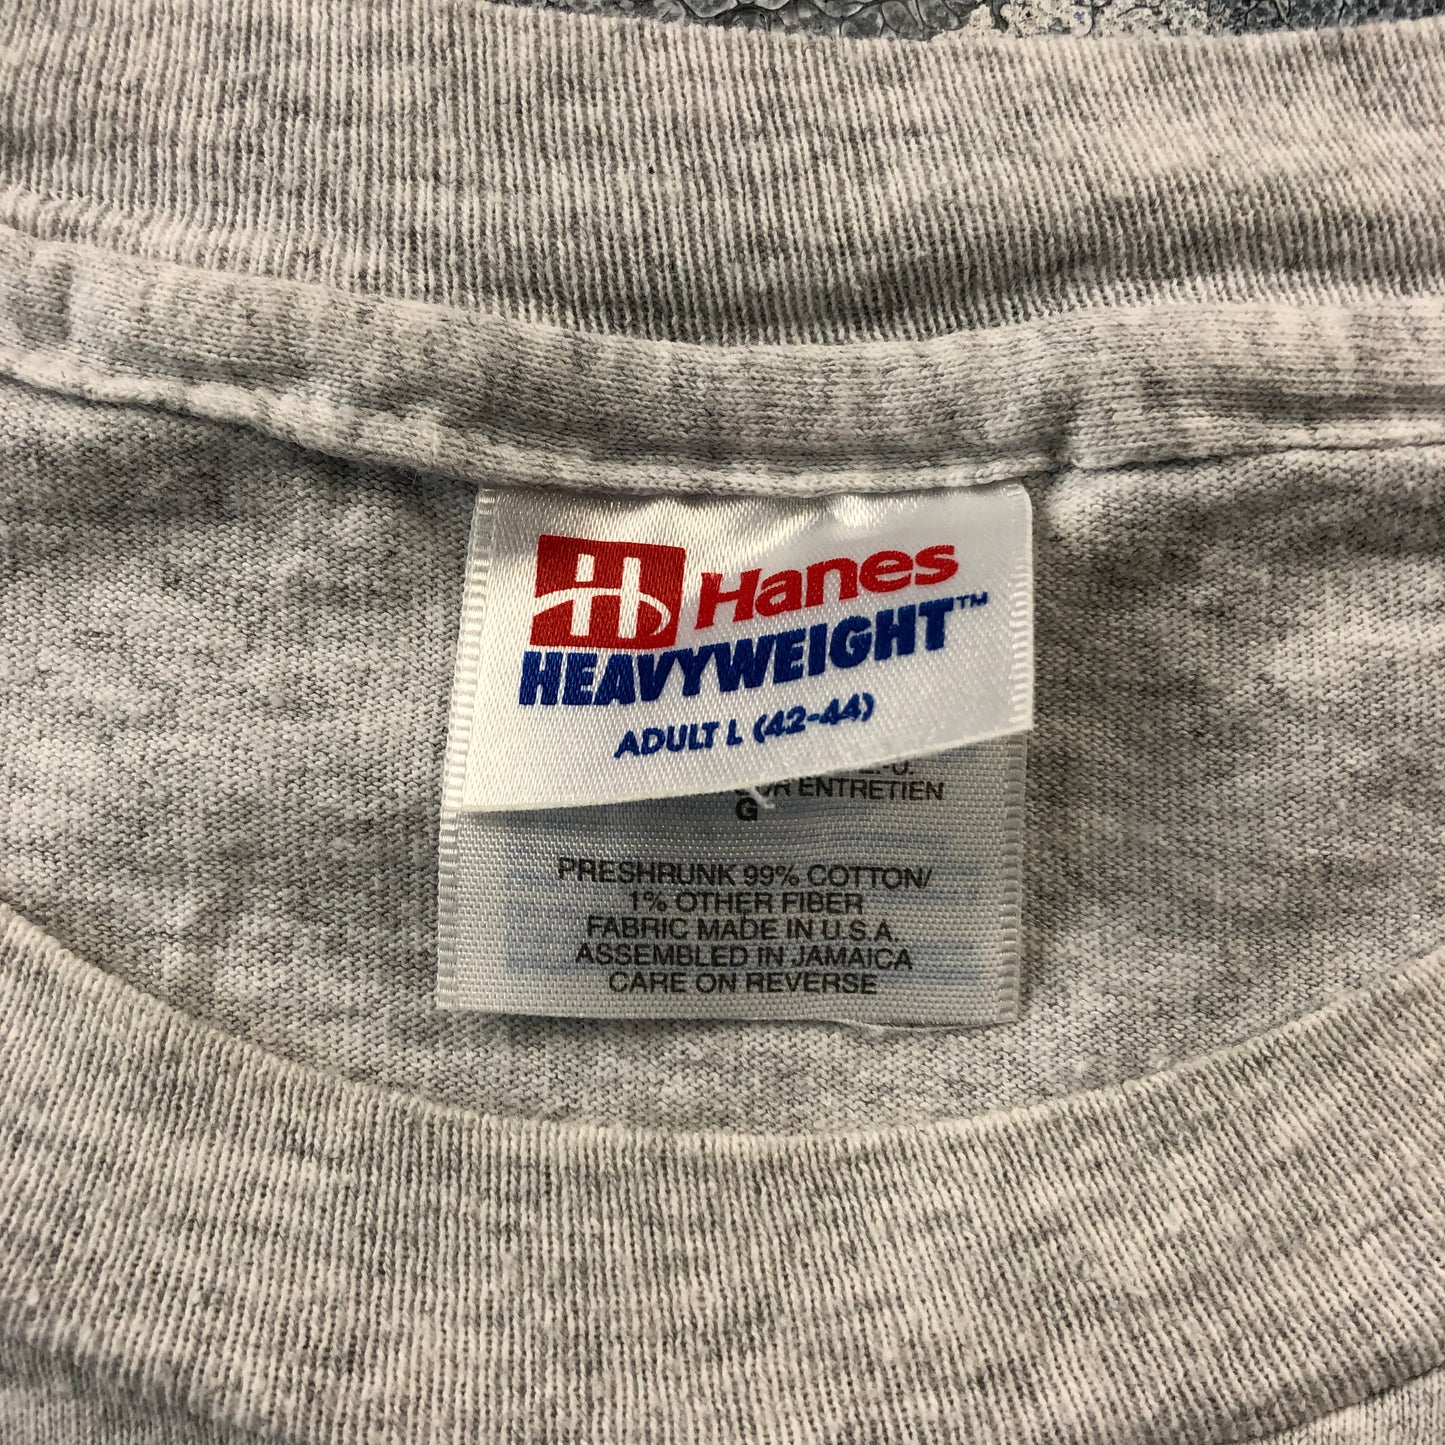 H Hanes
HEAVYWEIGHT™
ADULT L (42-44)
ENTRETIEN
G
PRESHRUNK 99% COTTON/
1% OTHER FIBER
FABRIC MADE IN U.S.A.
ASSEMBLED IN JAMAICA
CARE ON REVERSE